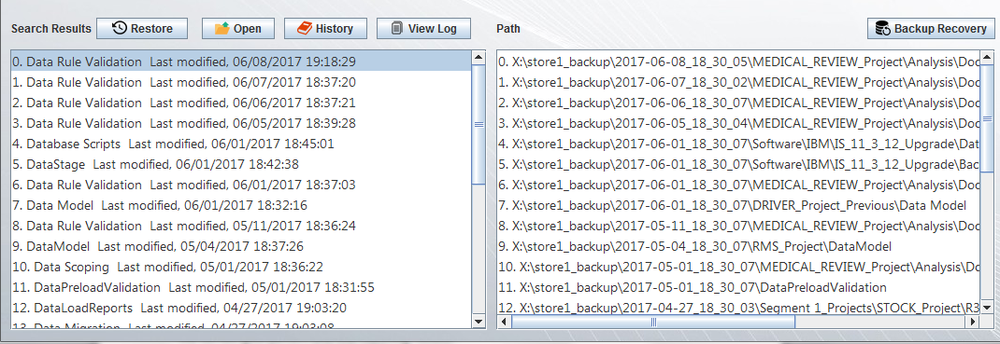 Search Results Restore Open History View Log Path Backup Recovery
0. Data Rule Validation Last modified, 06/08/2017 19:18:29
1. Data Rule Validation Last modified, 06/07/2017 18:37:20
2. Data Rule Validation Last modified, 06/06/2017 18:37:21
3. Data Rule Validation Last modified, 06/05/2017 18:39:28
4. Database Scripts Last modified, 06/01/2017 18:45:01
5. DataStage Last modified, 06/01/2017 18:42:38
6. Data Rule Validation Last modified, 06/01/2017 18:37:03
7. Data Model Last modified, 06/01/2017 18:32:16
8. Data Rule Validation Last modified, 05/11/2017 18:36:24
9. DataModel Last modified, 05/04/2017 18:37:26
10. Data Scoping Last modified, 05/01/2017 18:36:22
11. DataPreloadValidation Last modified, 05/01/2017 18:31:55
12. DataLoadReports Last modified, 04/27/2017 19:03:20
13. Data Migration Last modified, 04/27/2017 19:03:08
0. X:\store1_backup\2017-06-08_18_30_05\MEDICAL_REVIEW_Project\Analysis\Doc
1. X:\store1_backup\2017-06-07_18_30_02\MEDICAL_REVIEW_Project\Analysis\Doc
2. X:\store1_backup\2017-06-06_18_30_07\MEDICAL_REVIEW_Project\Analysis\Doc
3. X:\store1_backup\2017-06-05_18_30_04\MEDICAL_REVIEW_Project\Analysis\Doc
4. X:\store1_backup\2017-06-01_18_30_07\Software\IBM\IS_11_3_12_Upgrade\Dat
5. X:\store1_backup\2017-06-01_18_30_07\Software\IBM\IS_11_3_12_Upgrade\Bac
6. X:\store1_backup\2017-06-01_18_30_07\MEDICAL_REVIEW_Project\Analysis\Doc
7. X:\store1_backup\2017-06-01_18_30_07\DRIVER_Project_Previous\Data Model
8. X:\store1_backup\2017-05-11_18_30_07\MEDICAL_REVIEW_Project\Analysis\Doc
9. X:\store1_backup\2017-05-04_18_30_07\RMS_Project\DataModel
10. X:\store1_backup\2017-05-01_18_30_07\MEDICAL_REVIEW_Project\Analysis\Do
11. X:\store1_backup\2017-05-01_18_30_07\DataPreloadValidation
12. X:\store1_backup\2017-04-27_18_30_03\Segment 1_Projects\STOCK_Project\R3